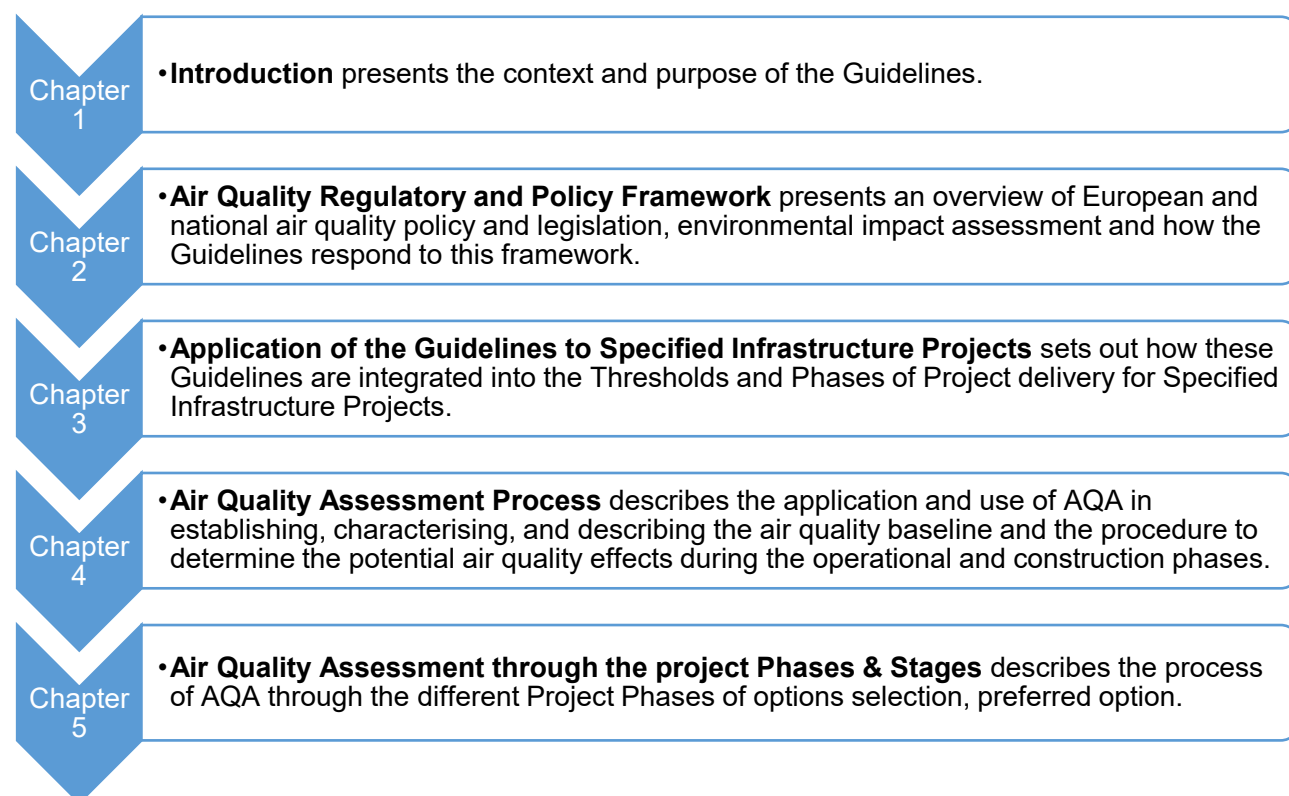 Chapter
1
•Introduction presents the context and purpose of the Guidelines.
Chapter
2
•Air Quality Regulatory and Policy Framework presents an overview of European and
national air quality policy and legislation, environmental impact assessment and how the
Guidelines respond to this framework.
Chapter
3
•Application of the Guidelines to Specified Infrastructure Projects sets out how these
Guidelines are integrated into the Thresholds and Phases of Project delivery for Specified
Infrastructure Projects.
Chapter
4
•Air Quality Assessment Process describes the application and use of AQA in
establishing, characterising, and describing the air quality baseline and the procedure to
determine the potential air quality effects during the operational and construction phases.
Chapter
5
•Air Quality Assessment through the project Phases & Stages describes the process
of AQA through the different Project Phases of options selection, preferred option.